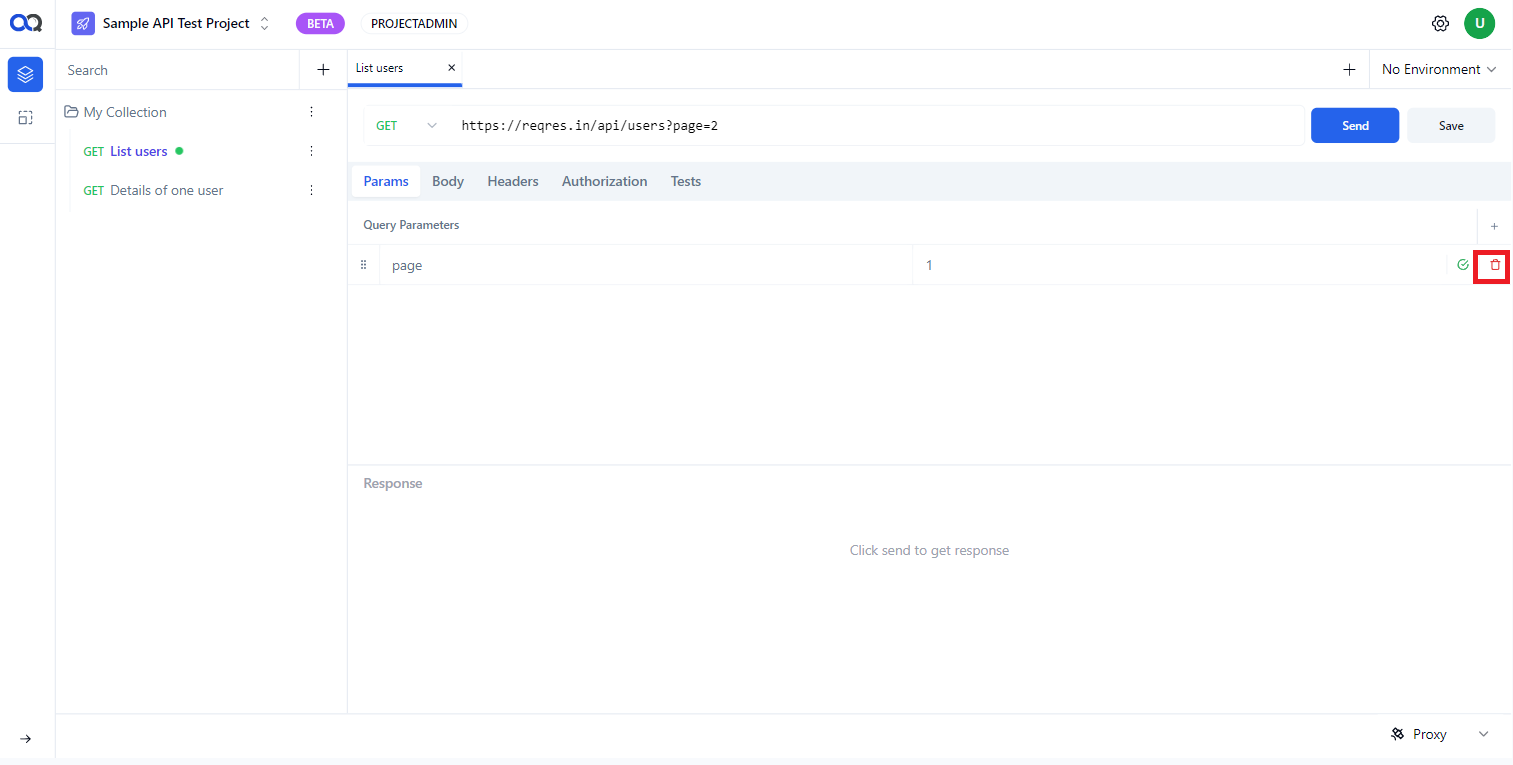 Sample API Test Project
BETA
PROJECTADMIN
U
Search
List users
No Environment
My Collection
GET List users
GET Details of one user
GET
https://reqres.in/api/users?page=2
Send
Save
Params
Body
Headers
Authorization
Tests
Query Parameters
page
1
Response
Click send to get response
Proxy